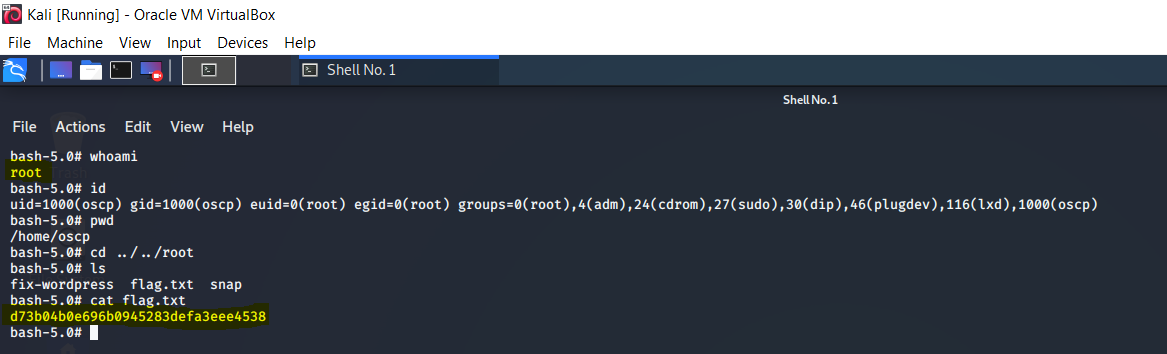 Kali [Running] - Oracle VM VirtualBox
File Machine View Input Devices Help
Shell No. 1
Shell No. 1
File Actions Edit View Help
bash-5.0# whoami
root
bash-5.0# id
uid=1000(oscp) gid=1000(oscp) euid=0(root) egid=0(root) groups=0(root),4(adm),24(cdrom),27(sudo),30(dip),46(plugdev),116(lxd),1000(oscp)
bash-5.0# pwd
/home/oscp
bash-5.0# cd ../../root
bash-5.0# ls
fix-wordpress flag.txt snap
bash-5.0# cat flag.txt
d73b04b0e696b0945283defa3eee4538
bash-5.0#